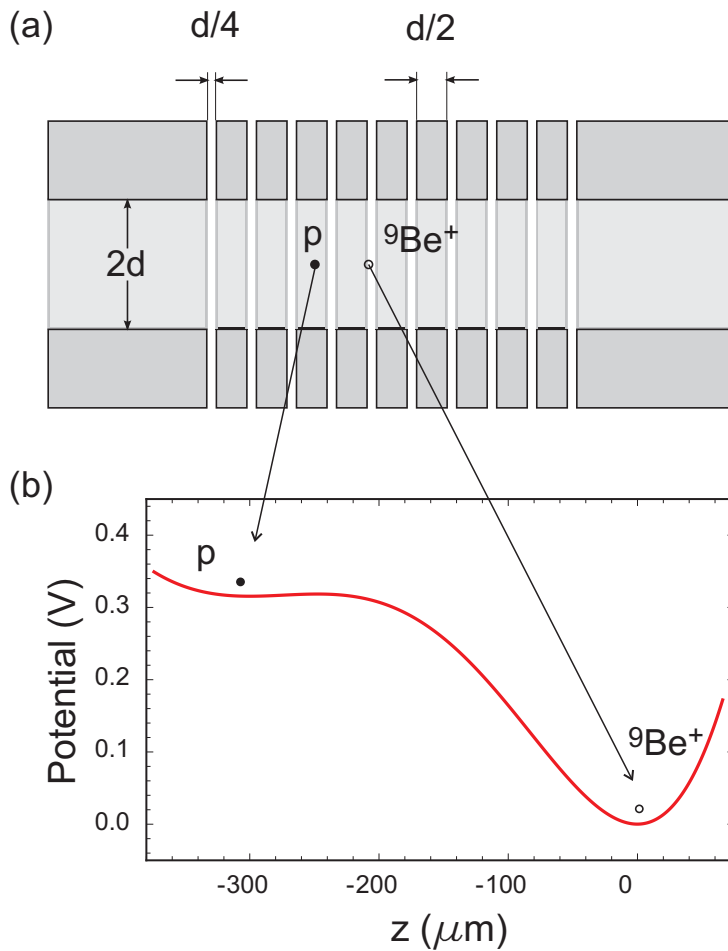 (a)
d/4 d/2
2d
p ⁹Be⁺
(b)
Potential (V)
0.4
0.3
0.2
0.1
0.0
p
⁹Be⁺
-300 -200 -100 0
z (μm)